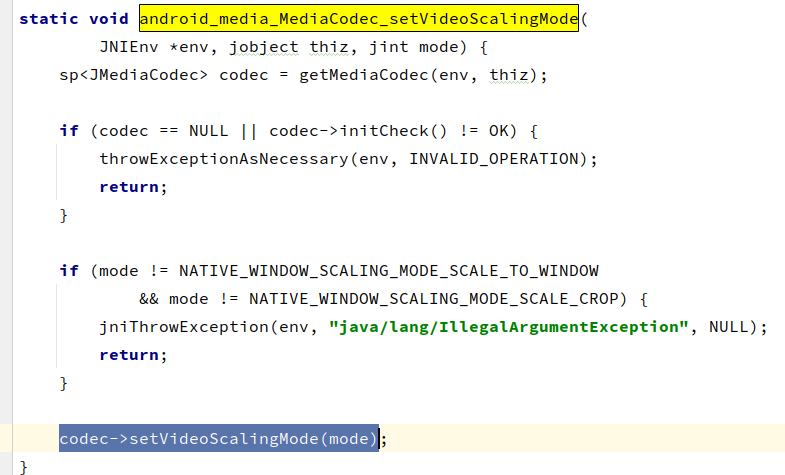 static void android_media_MediaCodec_setVideoScalingMode(
JNIEnv *env, jobject thiz, jint mode) {
sp<JMediaCodec> codec = getMediaCodec(env, thiz);
if (codec == NULL || codec->initCheck() != OK) {
throwExceptionAsNecessary(env, INVALID_OPERATION);
return;
}
if (mode != NATIVE_WINDOW_SCALING_MODE_SCALE_TO_WINDOW
&& mode != NATIVE_WINDOW_SCALING_MODE_SCALE_CROP) {
jniThrowException(env, "java/lang/IllegalArgumentException", NULL);
return;
}
codec->setVideoScalingMode(mode);
}